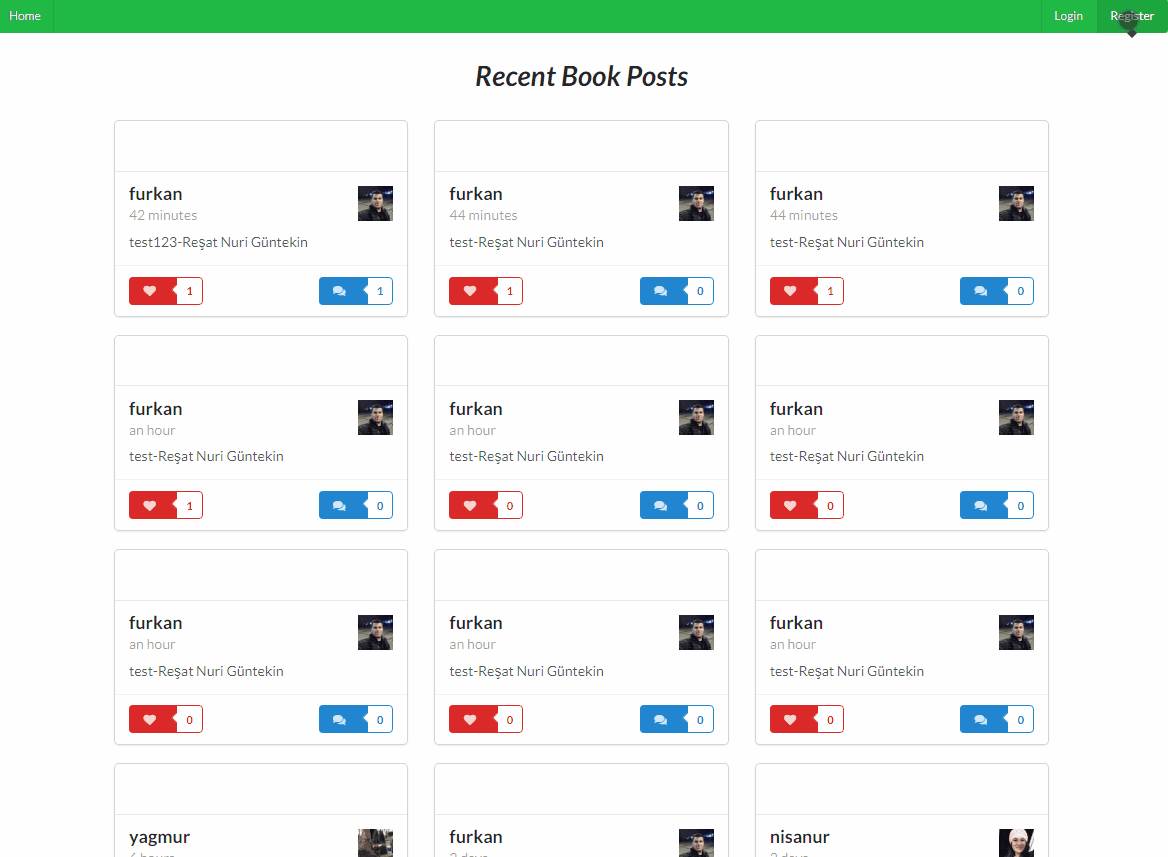 Home Login Register
Recent Book Posts
furkan
42 minutes
test123-Reşat Nuri Güntekin
1 1
furkan
44 minutes
test-Reşat Nuri Güntekin
1 0
furkan
44 minutes
test-Reşat Nuri Güntekin
1 0
furkan
an hour
test-Reşat Nuri Güntekin
1 0
furkan
an hour
test-Reşat Nuri Güntekin
0 0
furkan
an hour
test-Reşat Nuri Güntekin
0 0
furkan
an hour
test-Reşat Nuri Güntekin
0 0
furkan
an hour
test-Reşat Nuri Güntekin
0 0
furkan
an hour
test-Reşat Nuri Güntekin
0 0
yagmur
furkan
nisanur